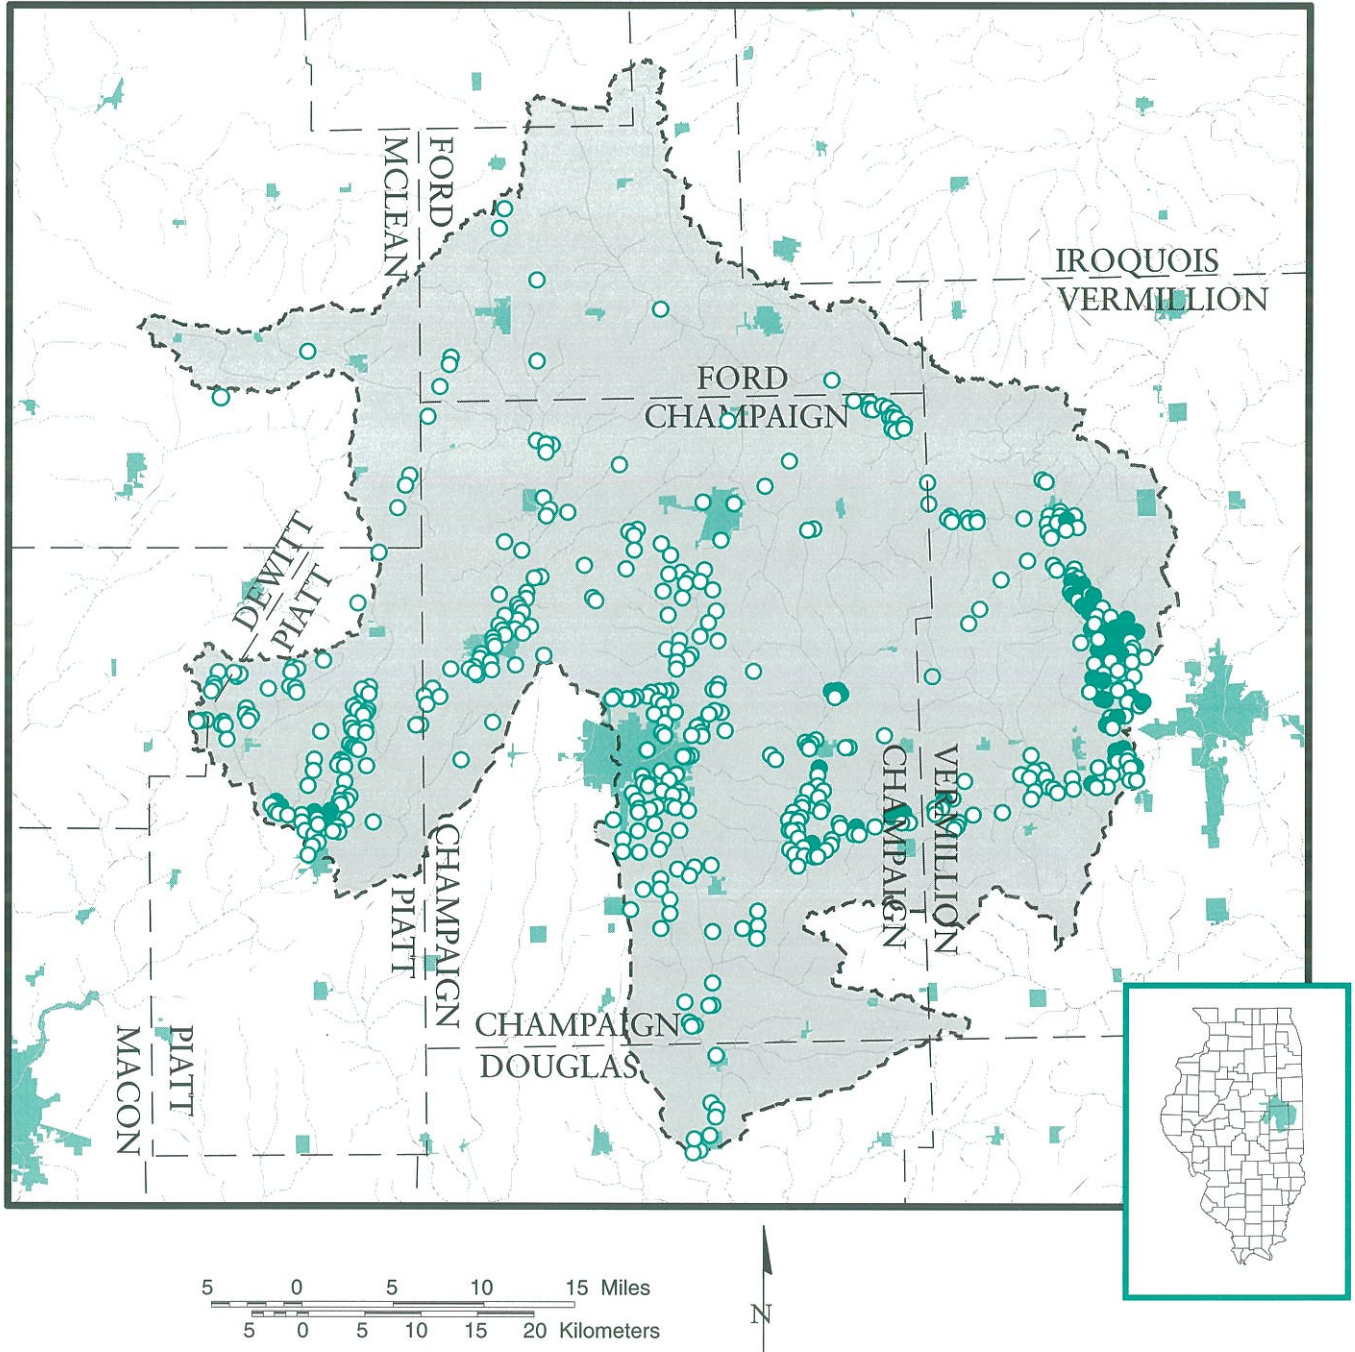 FORD
MCLEAN
IROQUOIS
VERMILLION
FORD
CHAMPAIGN
DEWITT
PIATT
CHAMPAIGN
VERMILLION
CHAMPAIGN
PIATT
CHAMPAIGN
DOUGLAS
PIATT
MACON
5 0 5 10 15 Miles
5 0 5 10 15 20 Kilometers
N